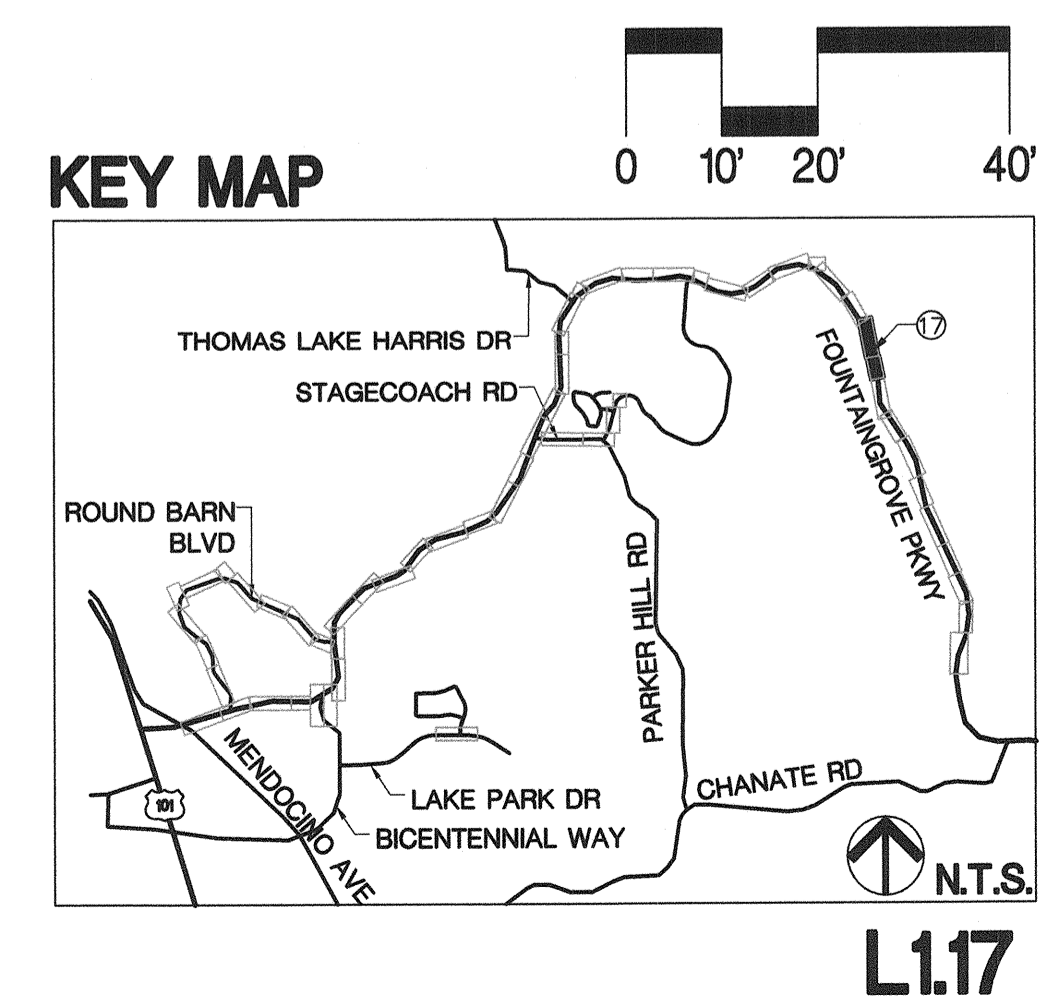 0 10' 20' 40'
KEY MAP
THOMAS LAKE HARRIS DR
17
STAGECOACH RD
FOUNTAINGROVE PKWY
ROUND BARN
BLVD
PARKER HILL RD
MENDOCINO AVE
CHANATE RD
101
LAKE PARK DR
BICENTENNIAL WAY
N.T.S.
L1.17